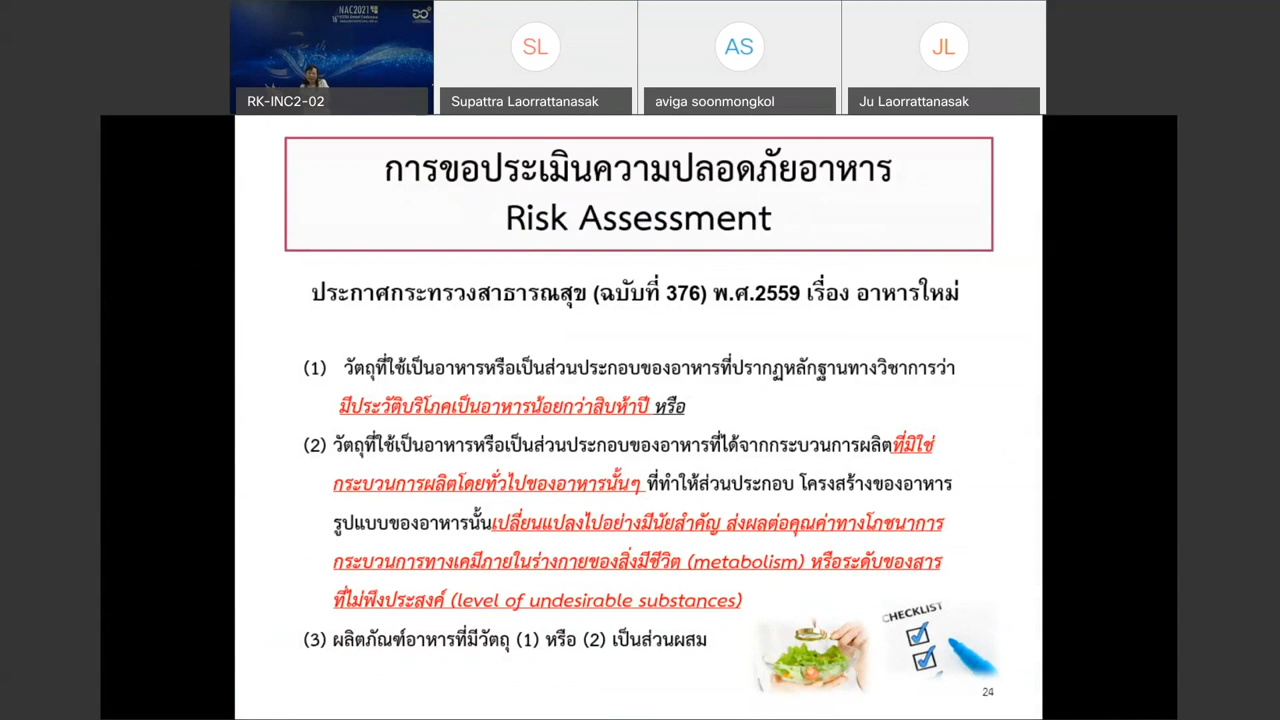 NAC2021
RK-INC2-02
SL
Supattra Laorrattanasak
AS
aviga soonmongkol
JL
Ju Laorrattanasak
การขอประเมินความปลอดภัยอาหาร
Risk Assessment
ประกาศกระทรวงสาธารณสุข (ฉบับที่ 376) พ.ศ.2559 เรื่อง อาหารใหม่
(1) วัตถุที่ใช้เป็นอาหารหรือเป็นส่วนประกอบของอาหารที่ปรากฏหลักฐานทางวิชาการว่า
มีประวัติบริโภคเป็นอาหารน้อยกว่าสิบห้าปี หรือ
(2) วัตถุที่ใช้เป็นอาหารหรือเป็นส่วนประกอบของอาหารที่ได้จากกระบวนการผลิตที่มิใช่
กระบวนการผลิตโดยทั่วไปของอาหารนั้นๆ ที่ทำให้ส่วนประกอบ โครงสร้างของอาหาร
รูปแบบของอาหารนั้นเปลี่ยนแปลงไปอย่างมีนัยสำคัญ ส่งผลต่อคุณค่าทางโภชนาการ
กระบวนการทางเคมีภายในร่างกายของสิ่งมีชีวิต (metabolism) หรือระดับของสาร
ที่ไม่พึงประสงค์ (level of undesirable substances)
(3) ผลิตภัณฑ์อาหารที่มีวัตถุ (1) หรือ (2) เป็นส่วนผสม
CHECKLIST
24